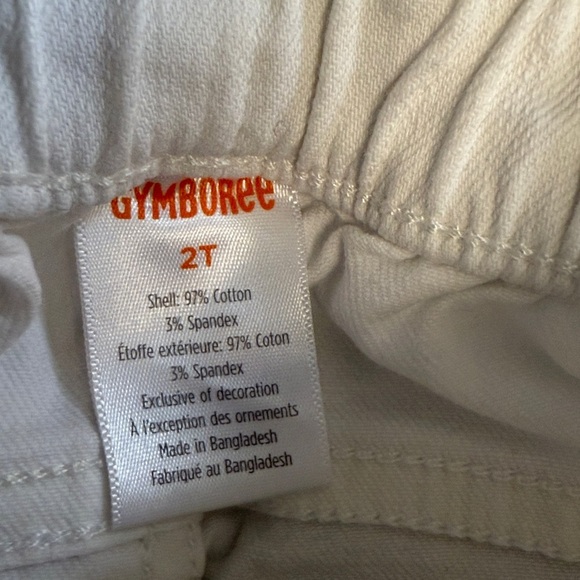 GYMBOREE
2T
Shell: 97% Cotton
3% Spandex
Étoffe extérieure: 97% Coton
3% Spandex
Exclusive of decoration
À l'exception des ornements
Made in Bangladesh
Fabriqué au Bangladesh